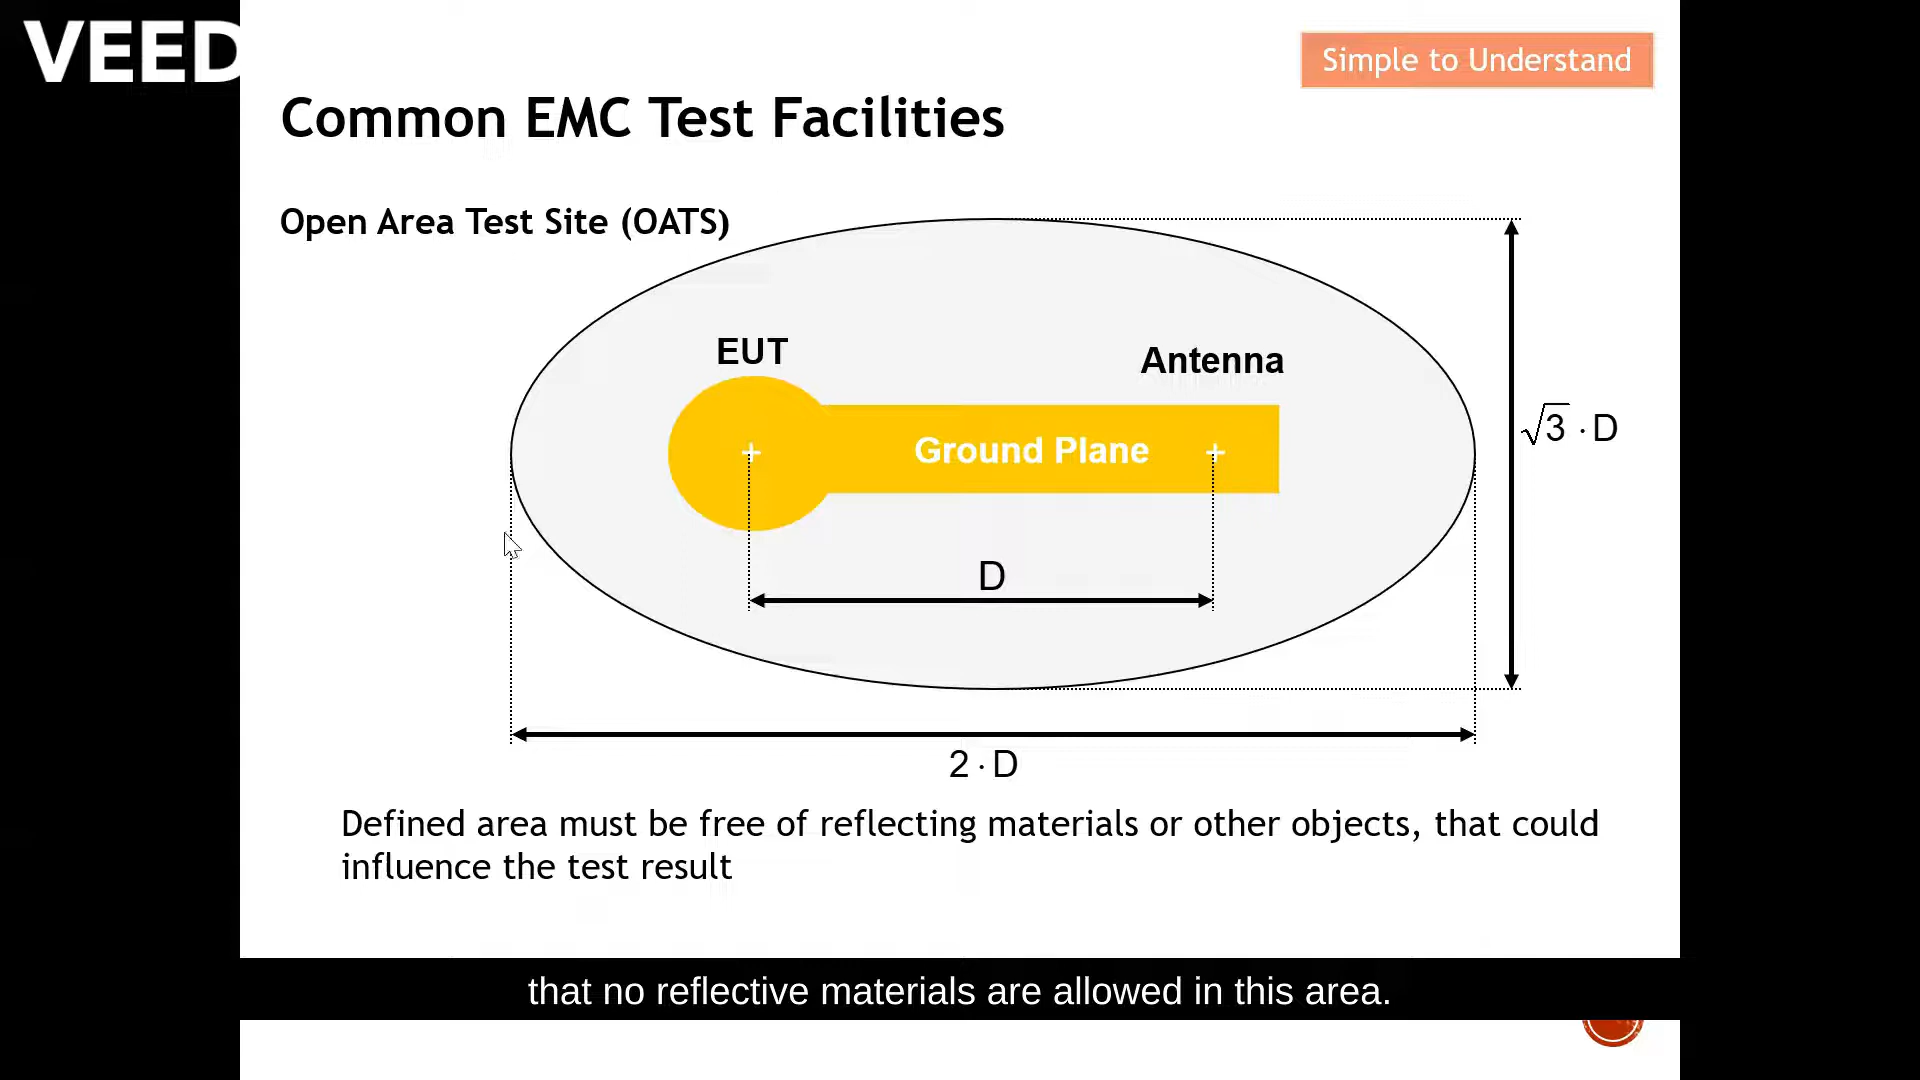 VEED
Simple to Understand
Common EMC Test Facilities
Open Area Test Site (OATS)
EUT
Antenna
Ground Plane
√3 · D
D
2 · D
Defined area must be free of reflecting materials or other objects, that could
influence the test result
that no reflective materials are allowed in this area.